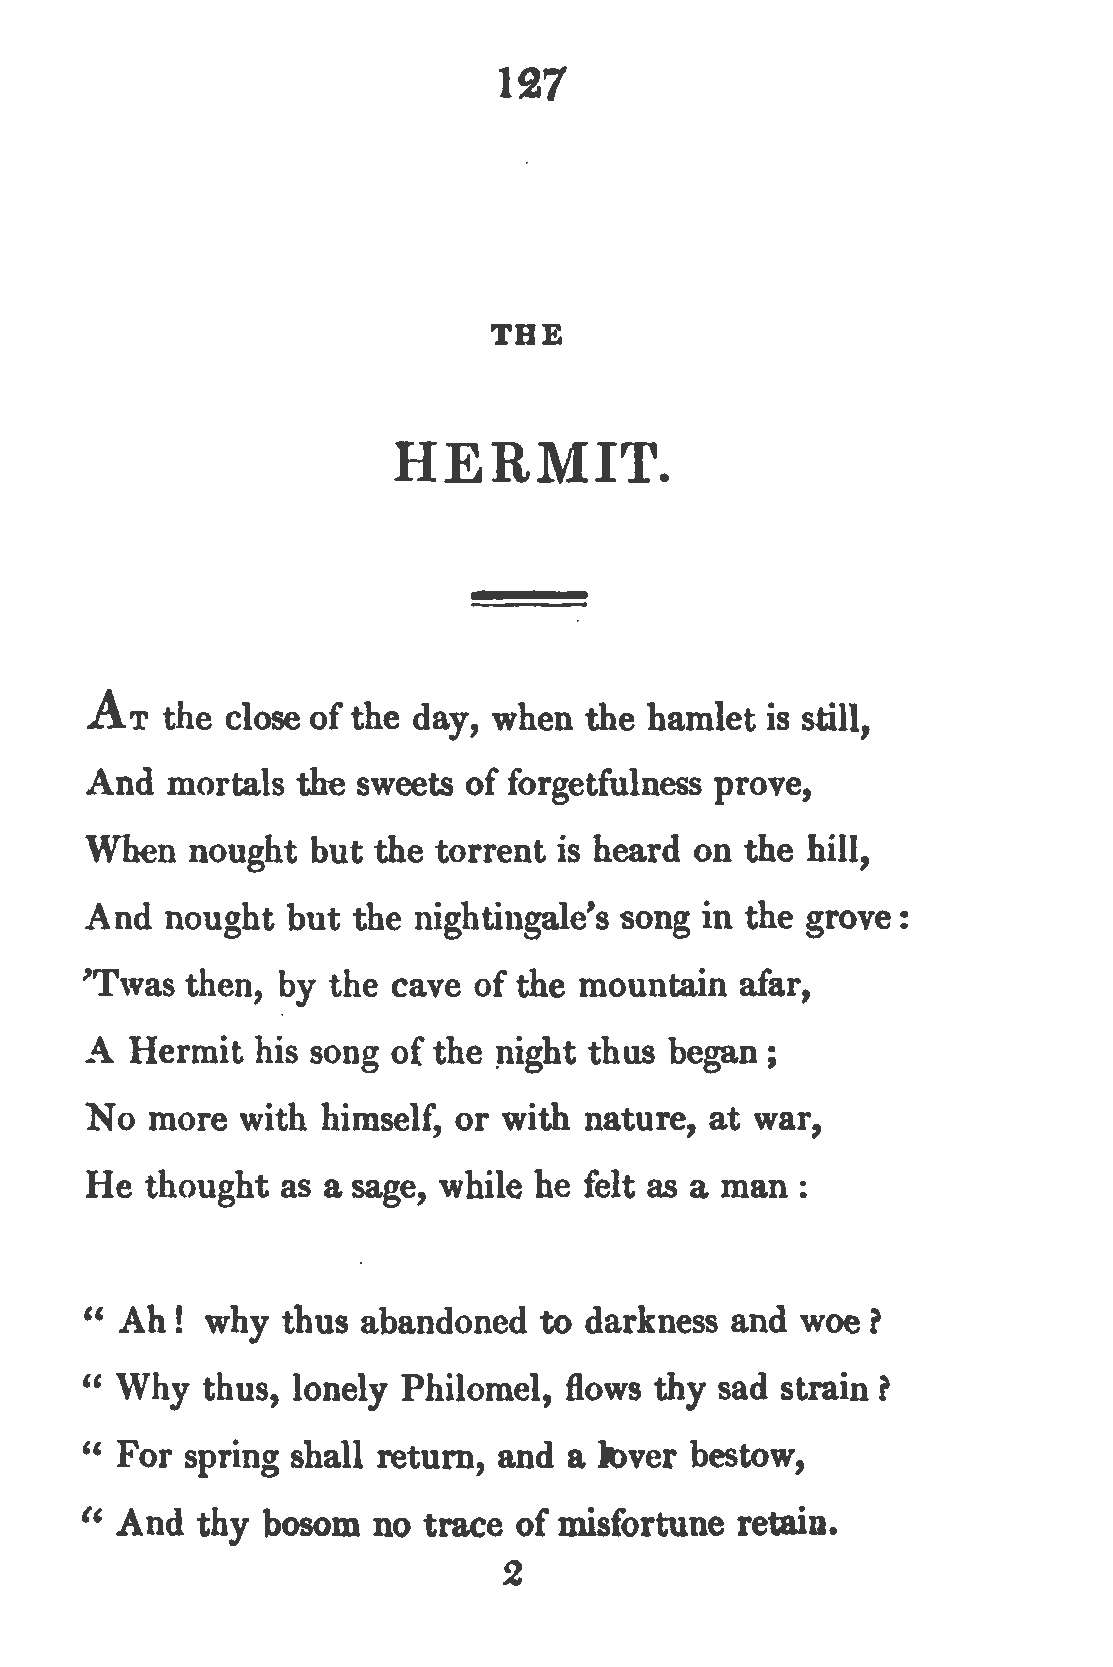 127
THE
HERMIT.
AT the close of the day, when the hamlet is still,
And mortals the sweets of forgetfulness prove,
When nought but the torrent is heard on the hill,
And nought but the nightingale's song in the grove:
'Twas then, by the cave of the mountain afar,
A Hermit his song of the night thus began;
No more with himself, or with nature, at war,
He thought as a sage, while he felt as a man:
“ Ah! why thus abandoned to darkness and woe?
“ Why thus, lonely Philomel, flows thy sad strain?
“ For spring shall return, and a lover bestow,
“ And thy bosom no trace of misfortune retain.
2